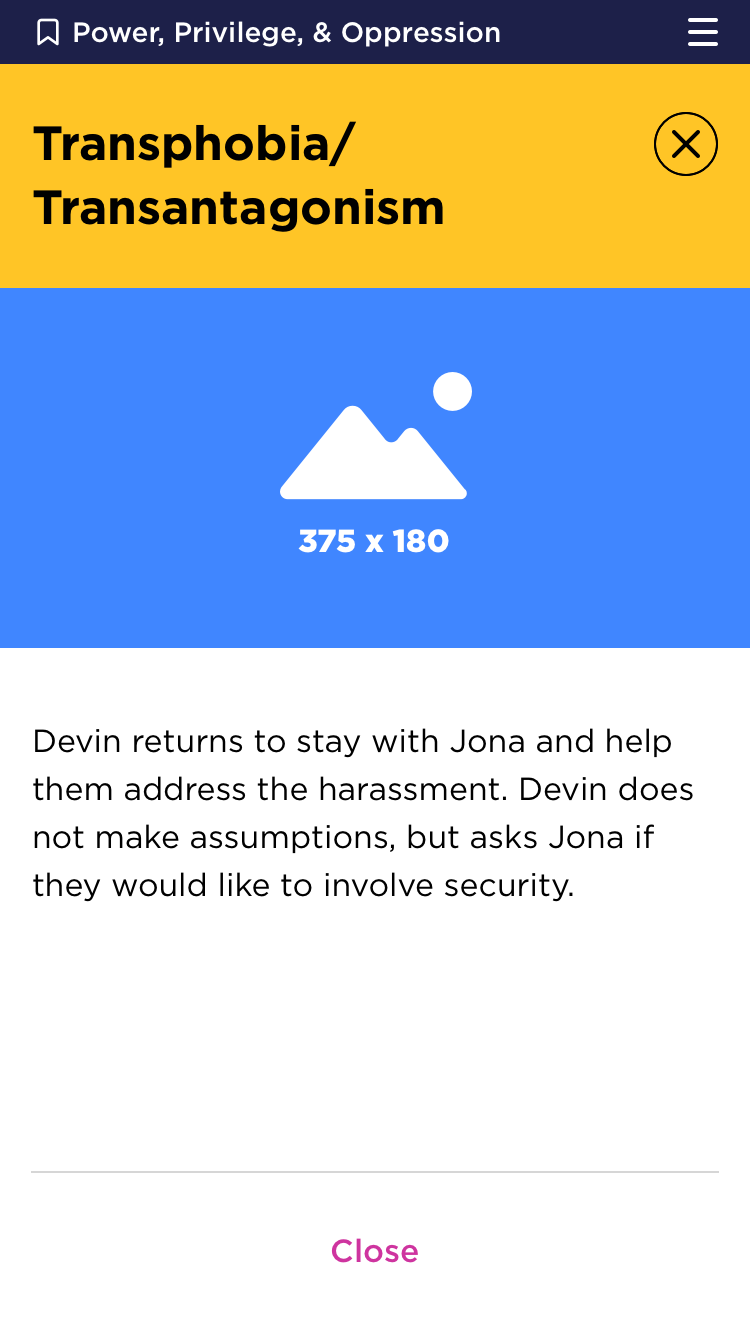 Power, Privilege, & Oppression
Transphobia/
Transantagonism
375 x 180
Devin returns to stay with Jona and help
them address the harassment. Devin does
not make assumptions, but asks Jona if
they would like to involve security.
Close